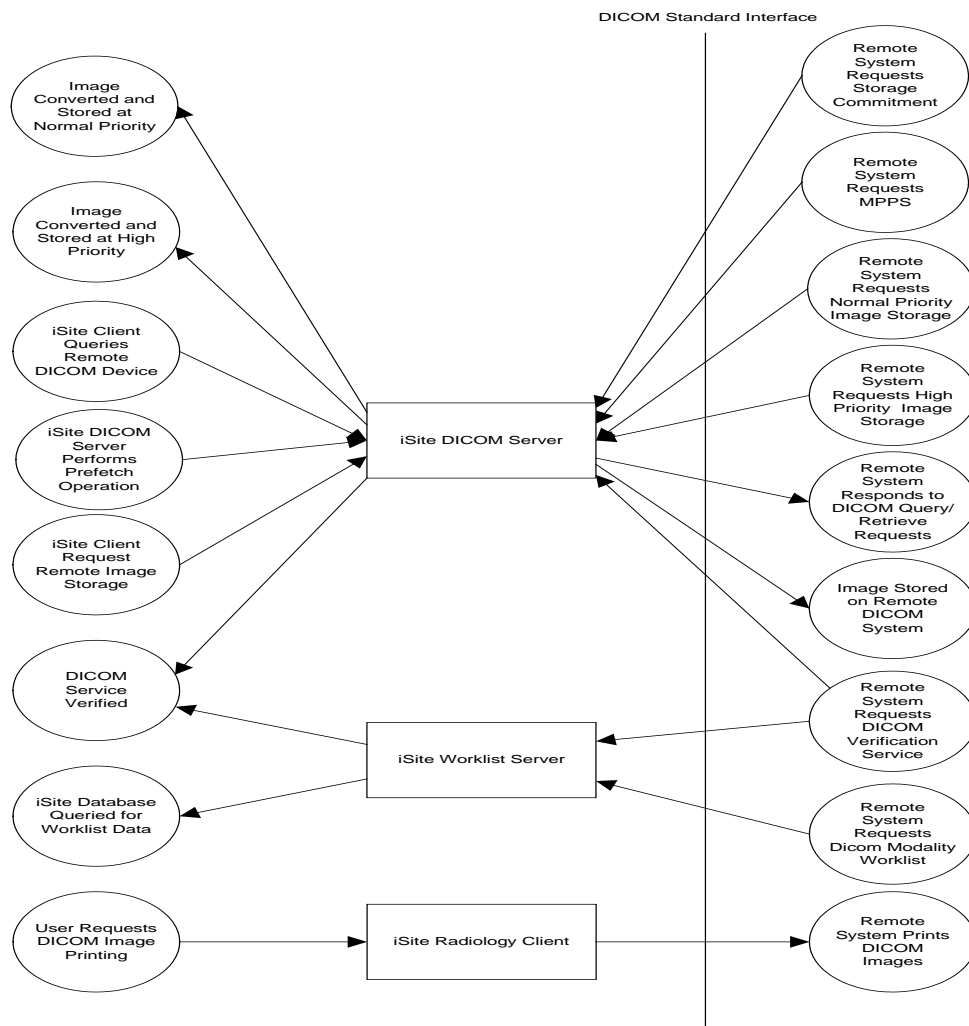 DICOM Standard Interface
Image
Converted and
Stored at
Normal Priority
Image
Converted and
Stored at High
Priority
iSite Client
Queries
Remote
DICOM Device
iSite DICOM
Server
Performs
Prefetch
Operation
iSite Client
Request
Remote Image
Storage
DICOM
Service
Verified
iSite Database
Queried for
Worklist Data
User Requests
DICOM Image
Printing
iSite DICOM Server
iSite Worklist Server
iSite Radiology Client
Remote
System
Requests
Storage
Commitment
Remote
System
Requests
MPPS
Remote
System
Requests
Normal Priority
Image Storage
Remote
System
Requests High
Priority Image
Storage
Remote
System
Responds to
DICOM Query/
Retrieve
Requests
Image Stored
on Remote
DICOM
System
Remote
System
Requests
DICOM
Verification
Service
Remote
System
Requests
Dicom Modality
Worklist
Remote
System Prints
DICOM
Images